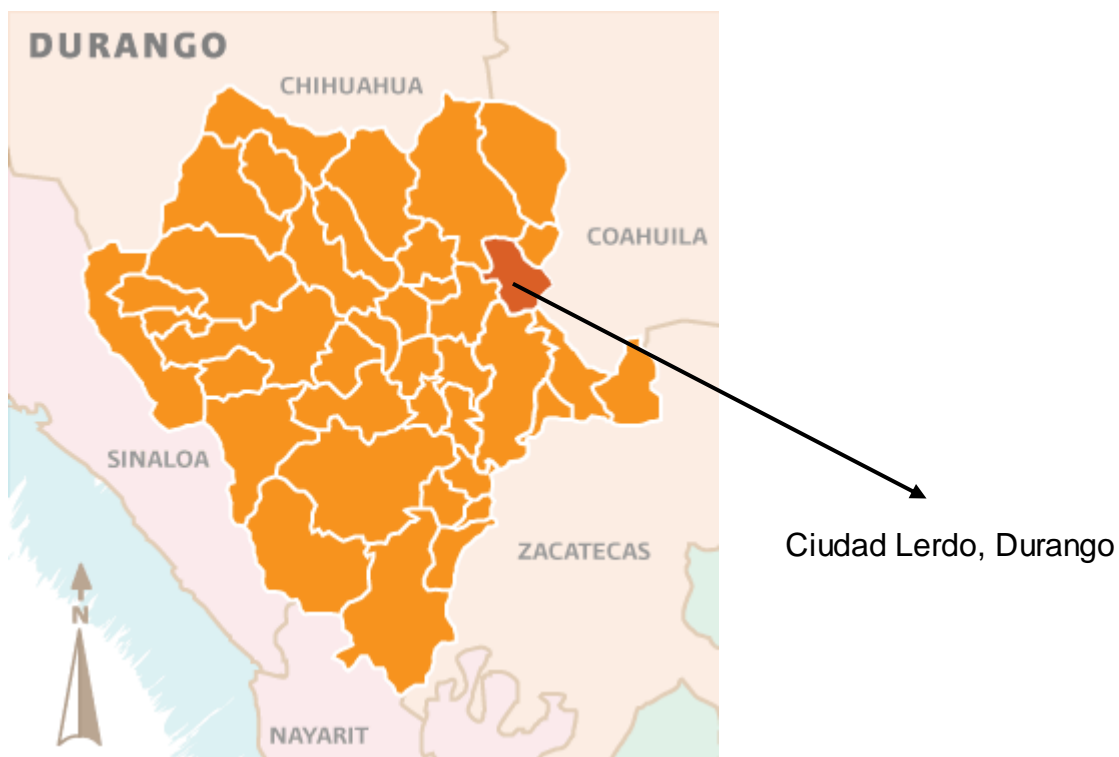 DURANGO
CHIHUAHUA
COAHUILA
SINALOA
ZACATECAS
Ciudad Lerdo, Durango
N
NAYARIT